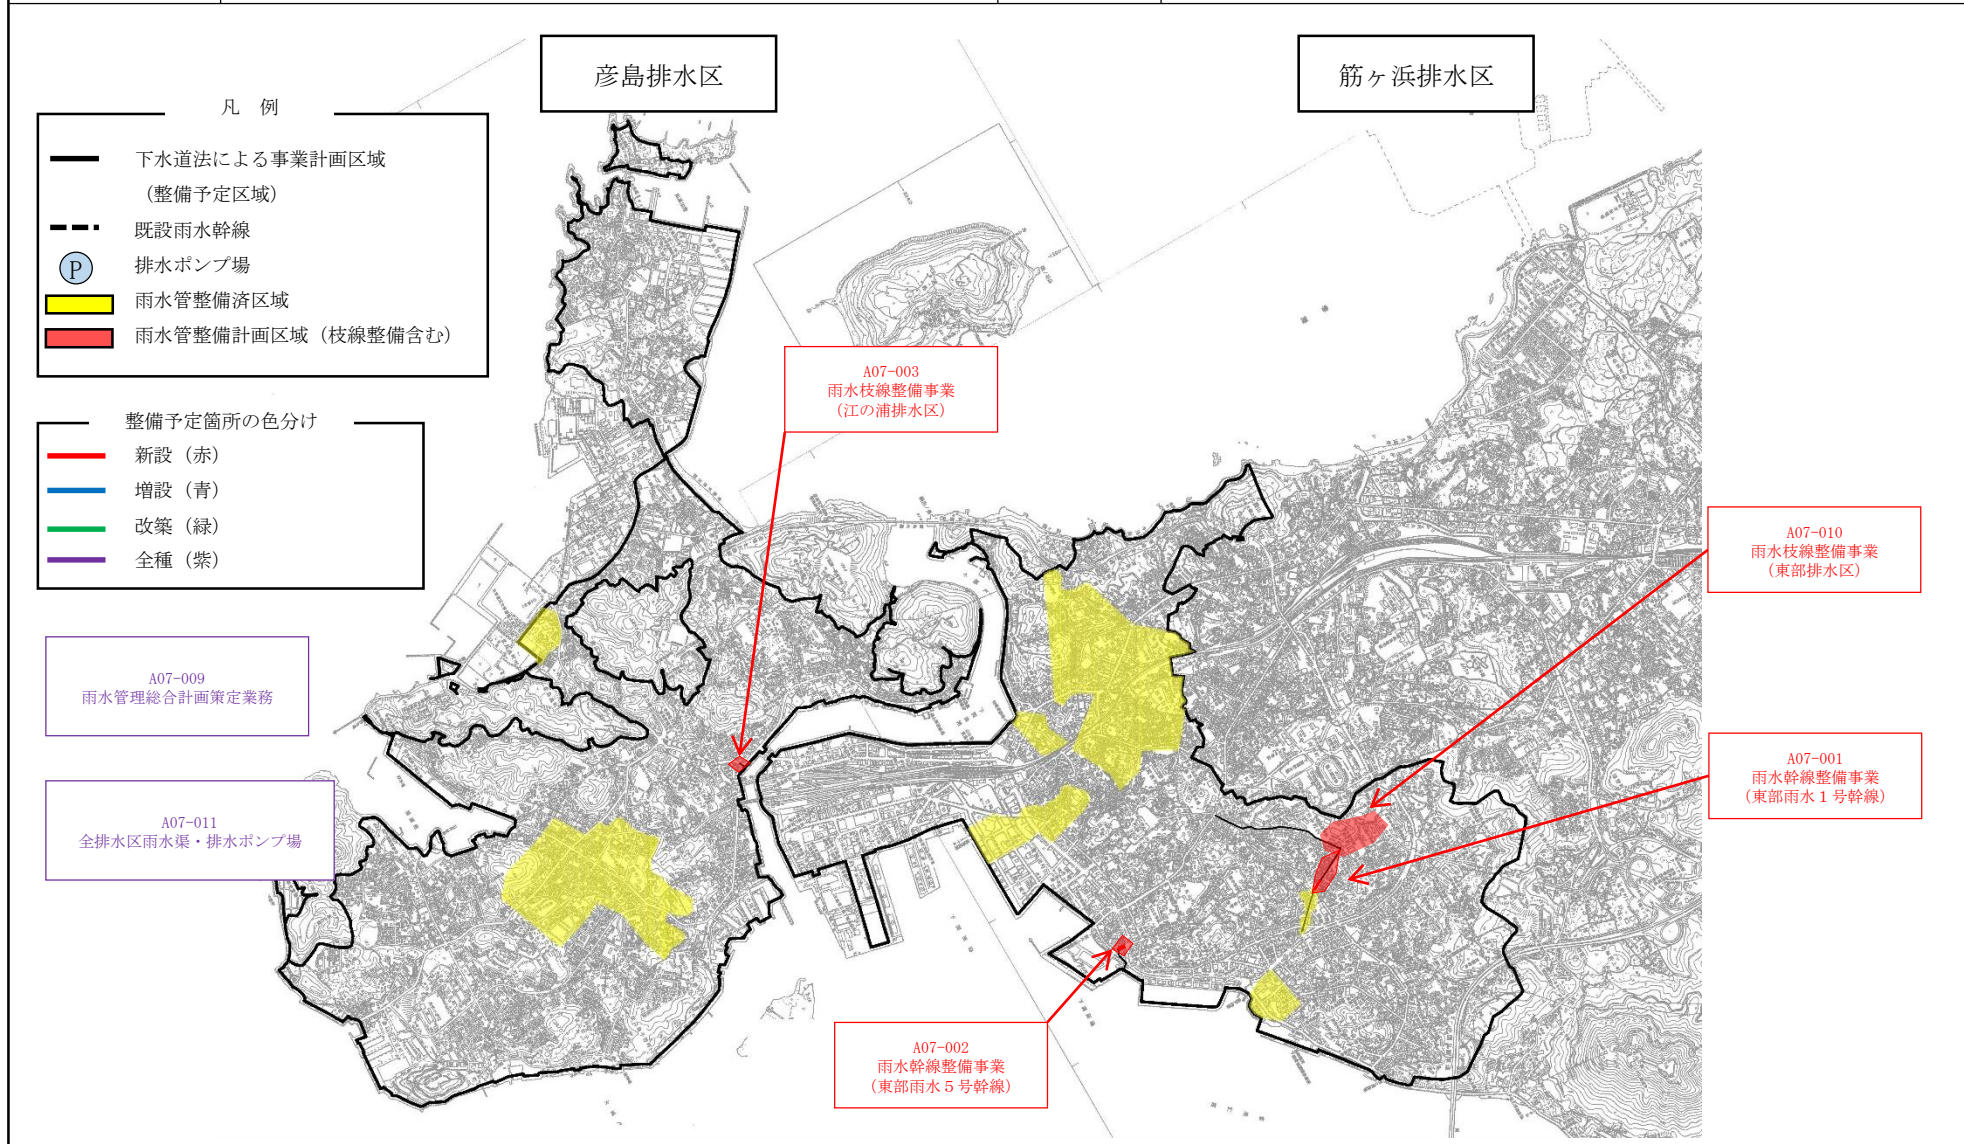 彦島排水区
筋ヶ浜排水区
凡 例
下水道法による事業計画区域
（整備予定区域）
既設雨水幹線
P
排水ポンプ場
雨水管整備済区域
雨水管整備計画区域（枝線整備含む）
整備予定箇所の色分け
新設（赤）
増設（青）
改築（緑）
全種（紫）
A07-003
雨水枝線整備事業
（江の浦排水区）
A07-010
雨水枝線整備事業
（東部排水区）
A07-009
雨水管理総合計画策定業務
A07-001
雨水幹線整備事業
（東部雨水１号幹線）
A07-011
全排水区雨水渠・排水ポンプ場
A07-002
雨水幹線整備事業
（東部雨水５号幹線）